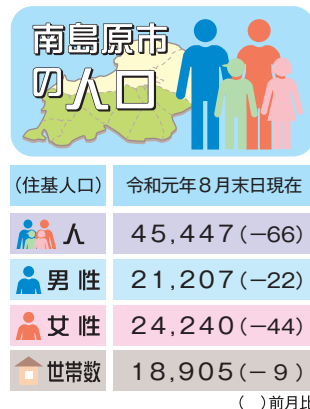 南島原市
の人口
（住基人口） 令和元年８月末日現在
人 45,447（－66）
男性 21,207（－22）
女性 24,240（－44）
世帯数 18,905（－ 9 ）
（　）前月比